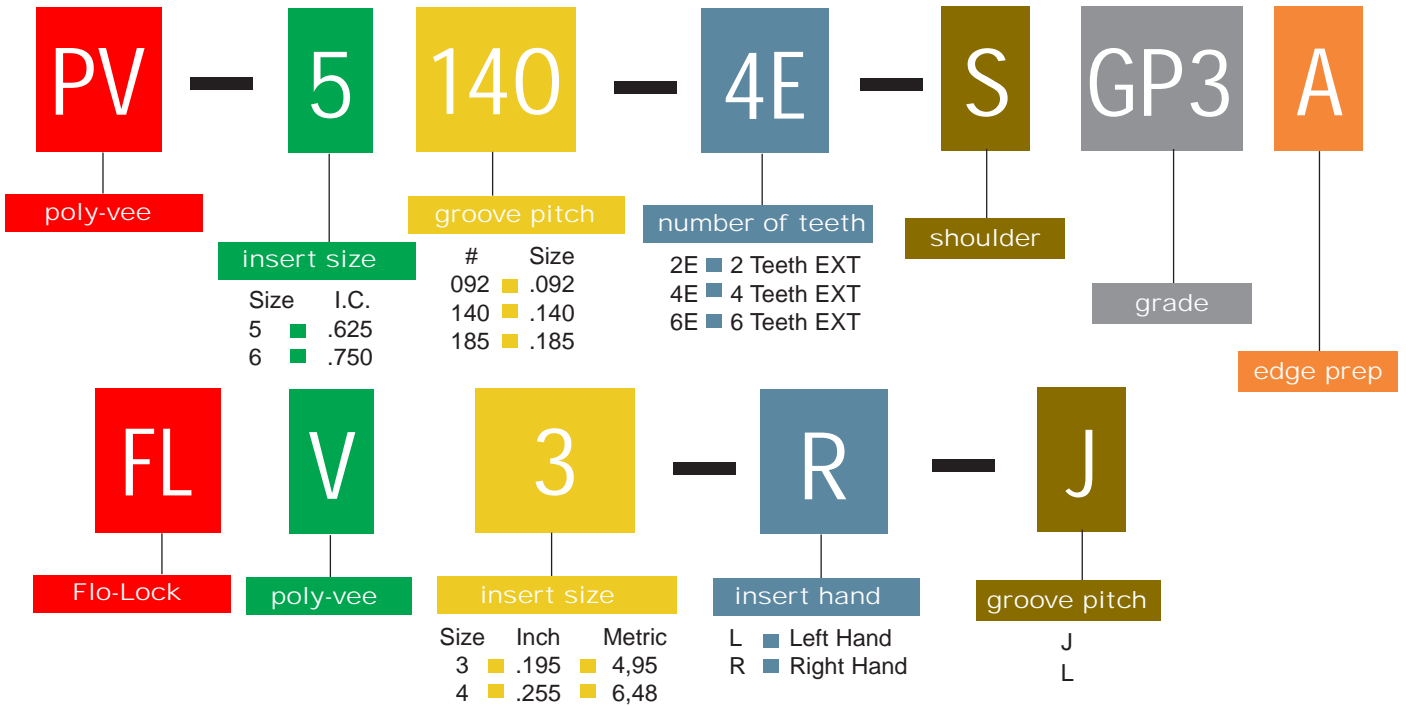 PV - 5 140 - 4E - S GP3 A
poly-vee
groove pitch
number of teeth
shoulder
insert size
grade
edge prep
# Size
092 .092
140 .140
185 .185
2E 2 Teeth EXT
4E 4 Teeth EXT
6E 6 Teeth EXT
Size I.C.
5 .625
6 .750
FL V 3 - R - J
Flo-Lock
poly-vee
insert size
insert hand
groove pitch
Size Inch Metric
3 .195 4,95
4 .255 6,48
L Left Hand
R Right Hand
J
L